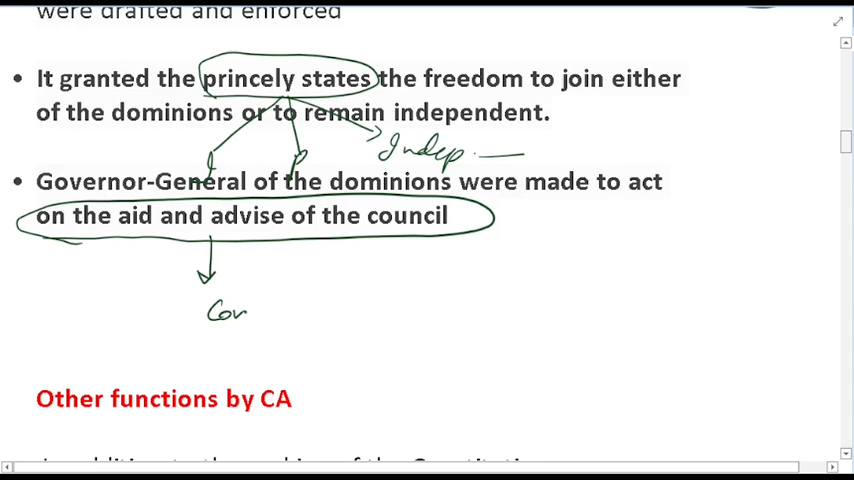 were drafted and enforced
• It granted the princely states the freedom to join either
of the dominions or to remain independent.
I P Indep.
• Governor-General of the dominions were made to act
on the aid and advise of the council
Con
Other functions by CA